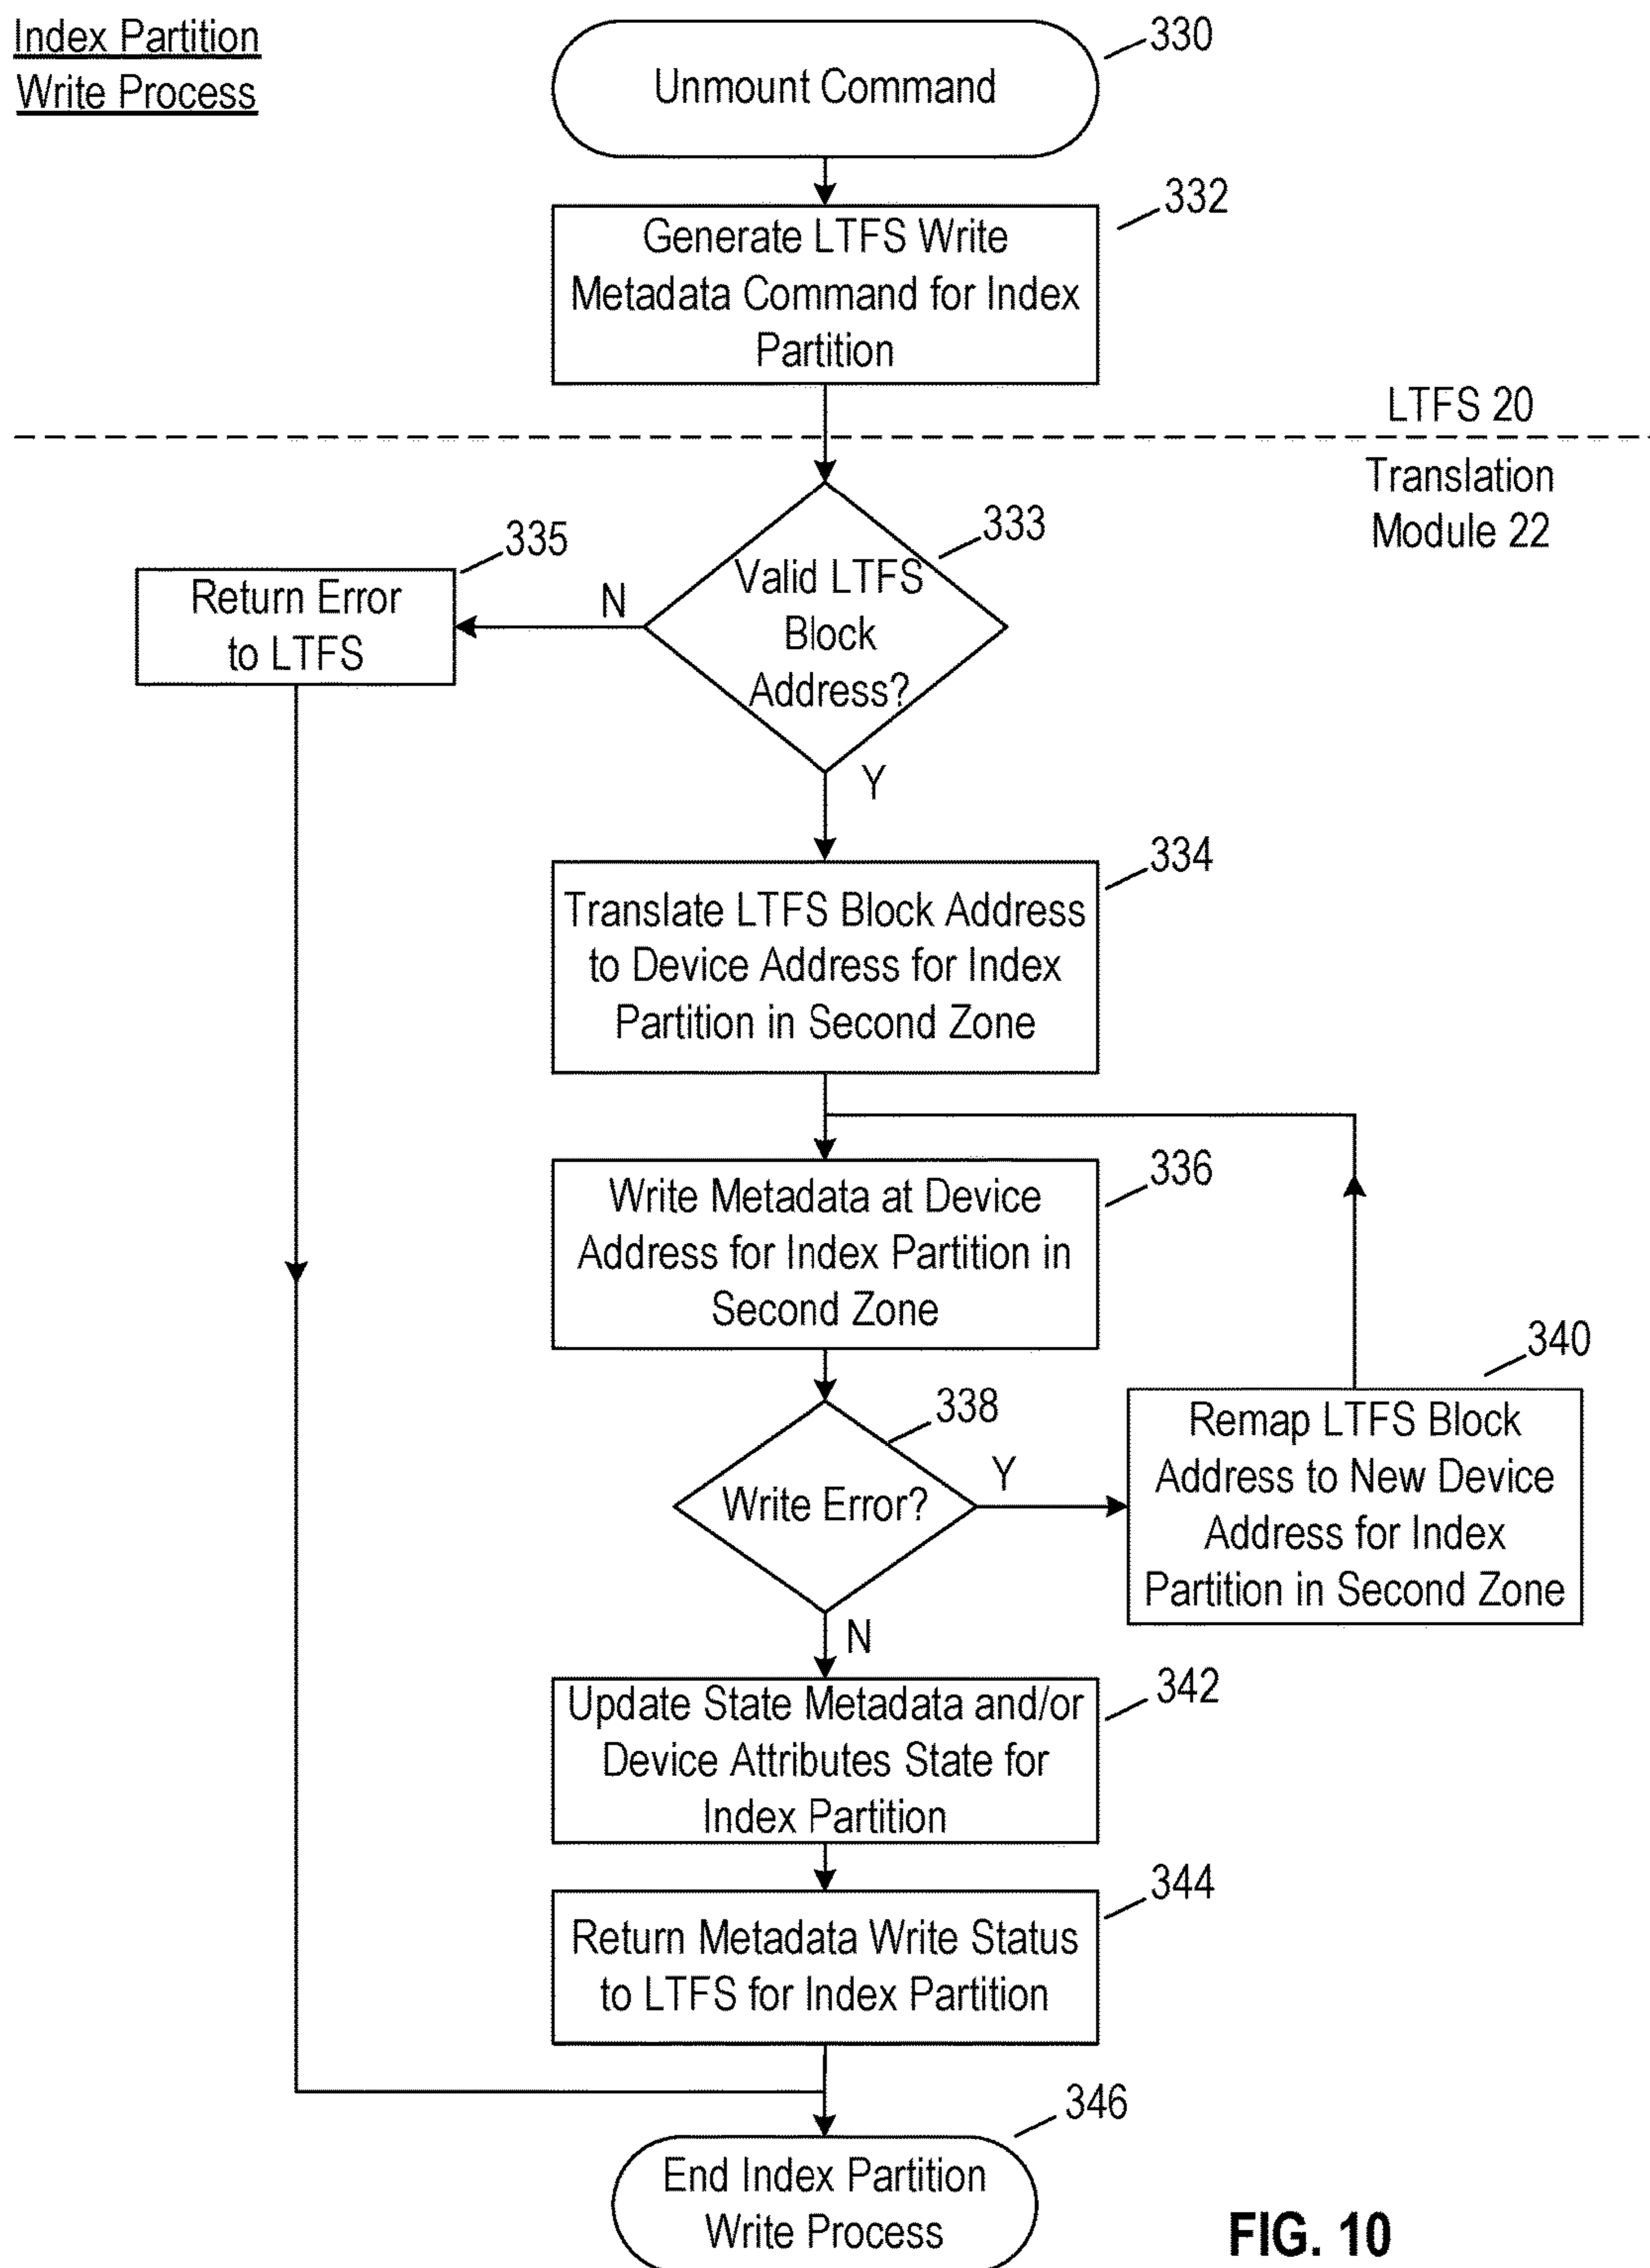 Index Partition
Write Process
330
Unmount Command
332
Generate LTFS Write
Metadata Command for Index
Partition
LTFS 20
Translation
Module 22
333
Valid LTFS
Block
Address?
335
Return Error
to LTFS
N
Y
334
Translate LTFS Block Address
to Device Address for Index
Partition in Second Zone
336
Write Metadata at Device
Address for Index Partition in
Second Zone
338
Write Error?
Y
340
Remap LTFS Block
Address to New Device
Address for Index
Partition in Second Zone
N
342
Update State Metadata and/or
Device Attributes State for
Index Partition
344
Return Metadata Write Status
to LTFS for Index Partition
346
End Index Partition
Write Process
FIG. 10